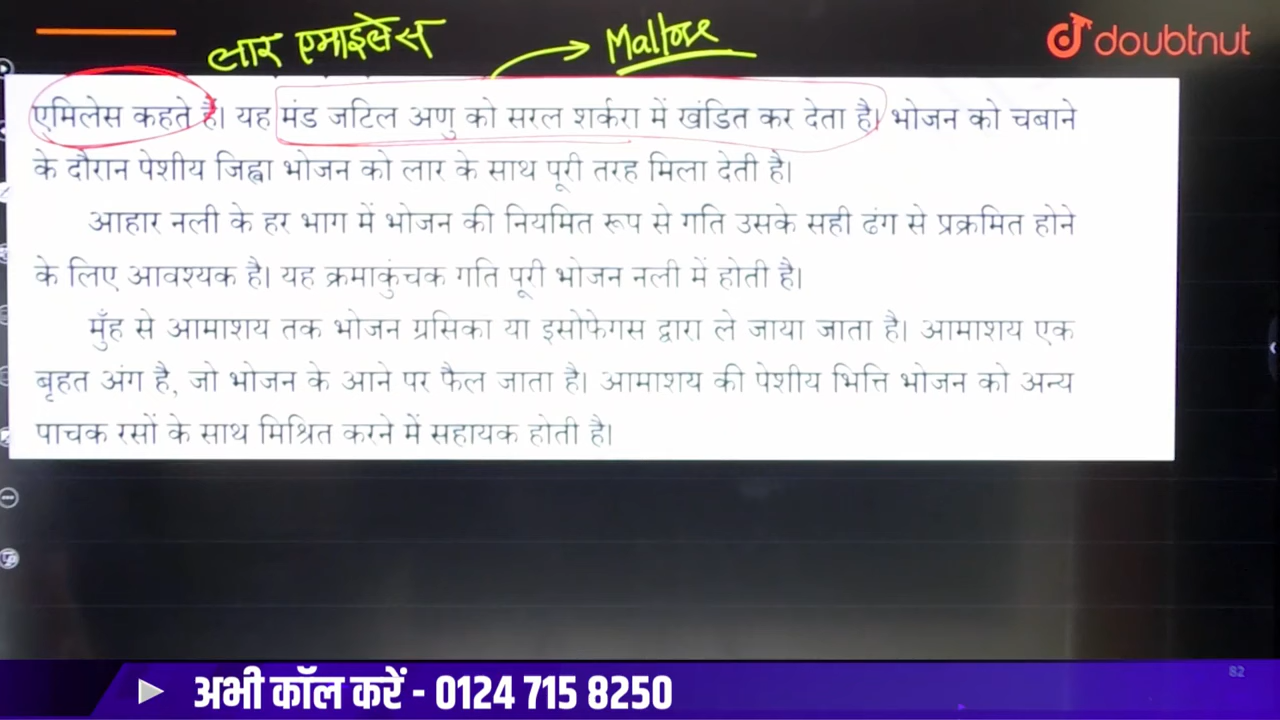 लार एमाइलेस → Maltose
doubtnut
एमिलेस कहते है। यह मंड जटिल अणु को सरल शर्करा में खंडित कर देता है। भोजन को चबाने
के दौरान पेशीय जिह्वा भोजन को लार के साथ पूरी तरह मिला देती है।
आहार नली के हर भाग में भोजन की नियमित रूप से गति उसके सही ढंग से प्रक्रमित होने
के लिए आवश्यक है। यह क्रमाकुंचक गति पूरी भोजन नली में होती है।
मुँह से आमाशय तक भोजन ग्रसिका या इसोफेगस द्वारा ले जाया जाता है। आमाशय एक
बृहत अंग है, जो भोजन के आने पर फैल जाता है। आमाशय की पेशीय भित्ति भोजन को अन्य
पाचक रसों के साथ मिश्रित करने में सहायक होती है।
82
अभी कॉल करें - 0124 715 8250